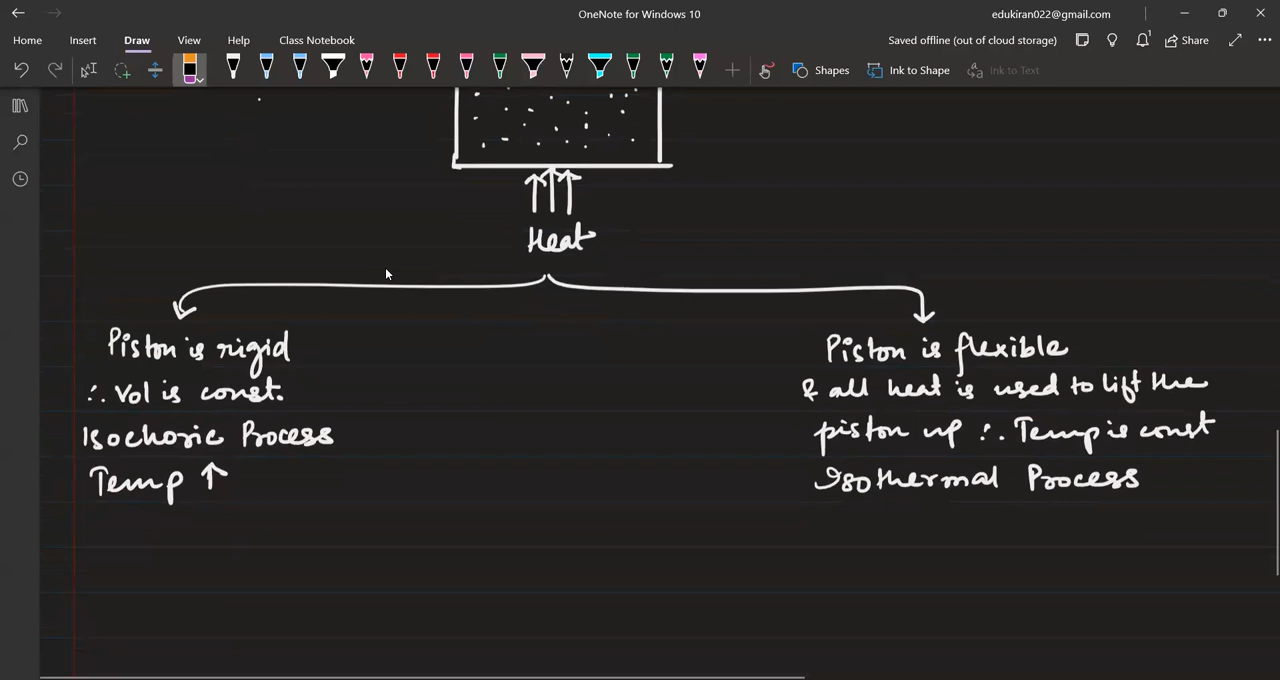 OneNote for Windows 10
edukiran022@gmail.com
Home Insert Draw View Help Class Notebook
Saved offline (out of cloud storage)
Share
Shapes
Ink to Shape
Ink to Text
Heat
Piston is rigid
∴ Vol is const.
Isochoric Process
Temp ↑
Piston is flexible
& all heat is used to lift the
piston up ∴ Temp is const
Isothermal Process